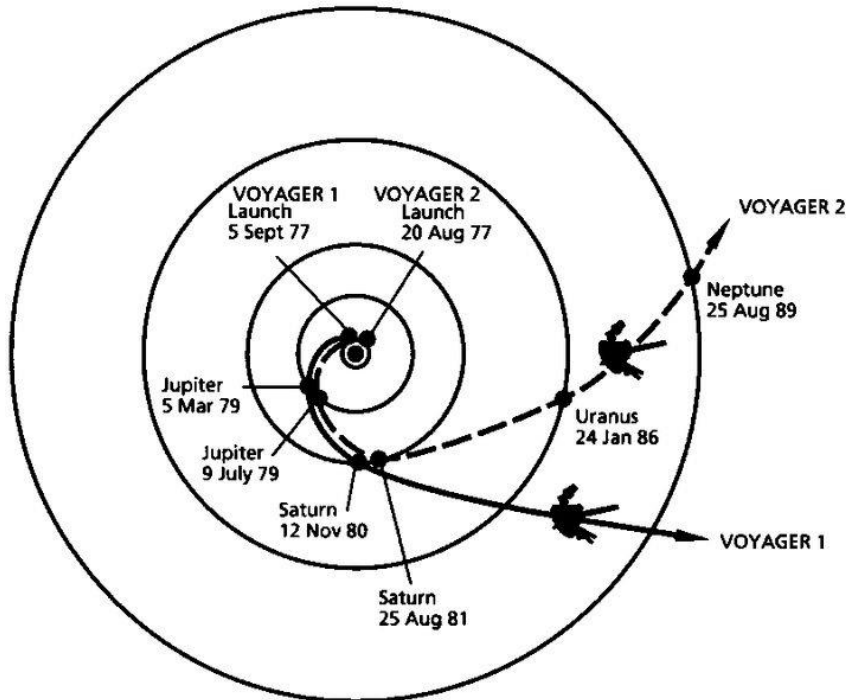 VOYAGER 1
Launch
5 Sept 77
VOYAGER 2
Launch
20 Aug 77
VOYAGER 2
Neptune
25 Aug 89
Jupiter
5 Mar 79
Jupiter
9 July 79
Uranus
24 Jan 86
Saturn
12 Nov 80
VOYAGER 1
Saturn
25 Aug 81